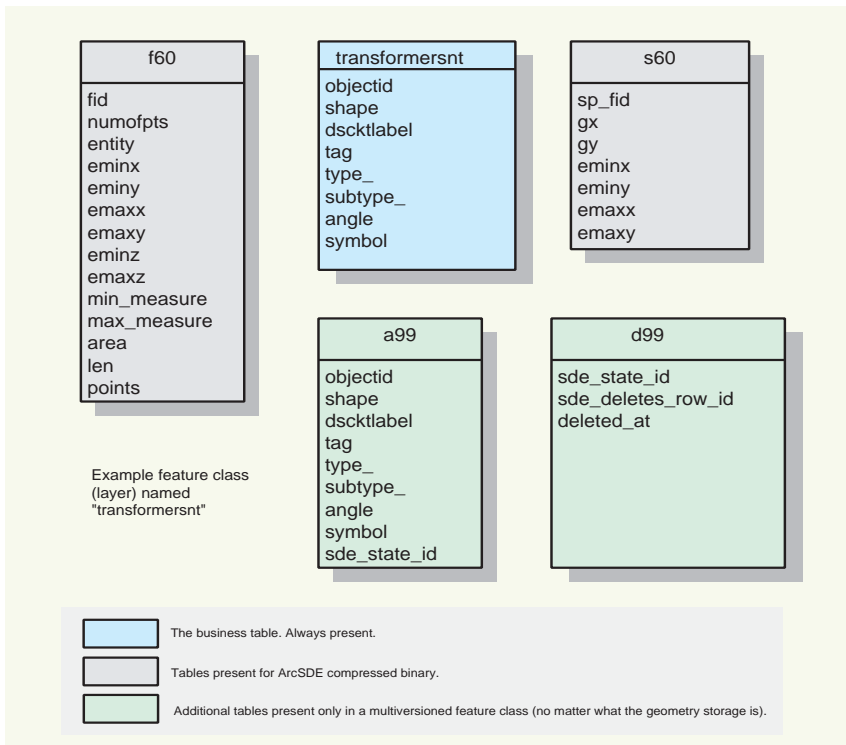 f60
fid
numofpts
entity
eminx
eminy
emaxx
emaxy
eminz
emaxz
min_measure
max_measure
area
len
points
transformersnt
objectid
shape
dscktlabel
tag
type_
subtype_
angle
symbol
s60
sp_fid
gx
gy
eminx
eminy
emaxx
emaxy
a99
objectid
shape
dscktlabel
tag
type_
subtype_
angle
symbol
sde_state_id
d99
sde_state_id
sde_deletes_row_id
deleted_at
Example feature class
(layer) named
"transformersnt"
The business table. Always present.
Tables present for ArcSDE compressed binary.
Additional tables present only in a multiversioned feature class (no matter what the geometry storage is).